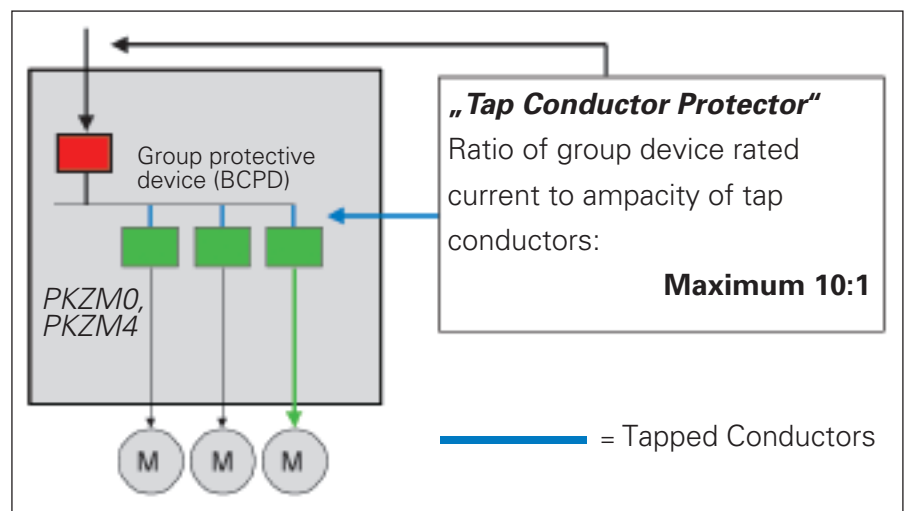 „Tap Conductor Protector“
Ratio of group device rated
current to ampacity of tap
conductors:
Maximum 10:1
Group protective
device (BCPD)
PKZM0,
PKZM4
M M M
= Tapped Conductors